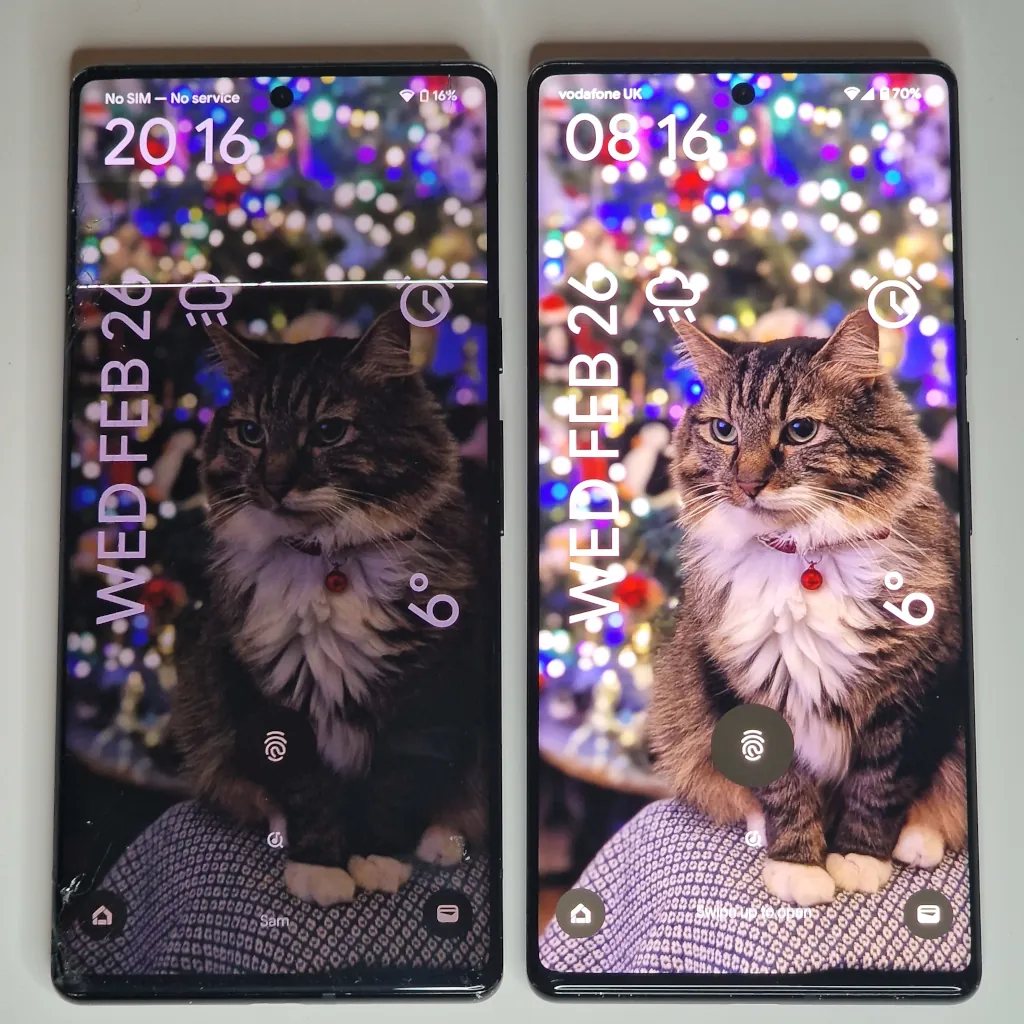 No SIM — No service
16%
20 16
WED FEB 26
6°
Sam
vodafone UK
70%
08 16
WED FEB 26
6°
Swipe up to open